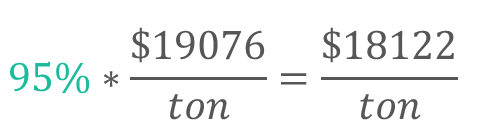 95% * $19076/ton = $18122/ton